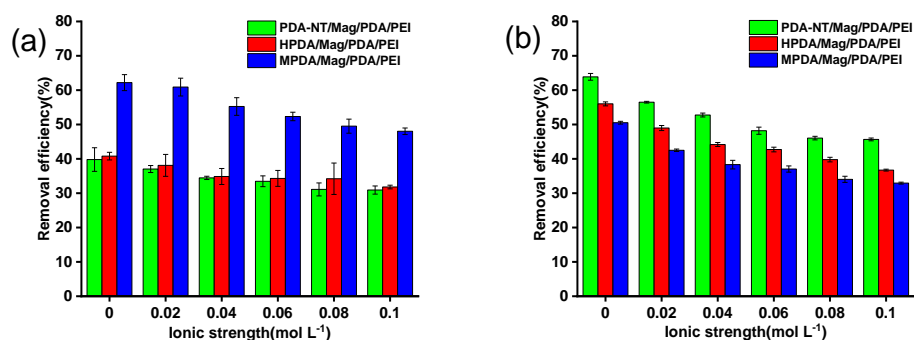 (a)
PDA-NT/Mag/PDA/PEI
HPDA/Mag/PDA/PEI
MPDA/Mag/PDA/PEI
Removal efficiency(%)
80
70
60
50
40
30
20
10
0
0 0.02 0.04 0.06 0.08 0.1
Ionic strength(mol L⁻¹)
(b)
PDA-NT/Mag/PDA/PEI
HPDA/Mag/PDA/PEI
MPDA/Mag/PDA/PEI
Removal efficiency(%)
80
70
60
50
40
30
20
10
0
0 0.02 0.04 0.06 0.08 0.1
Ionic strength(mol L⁻¹)